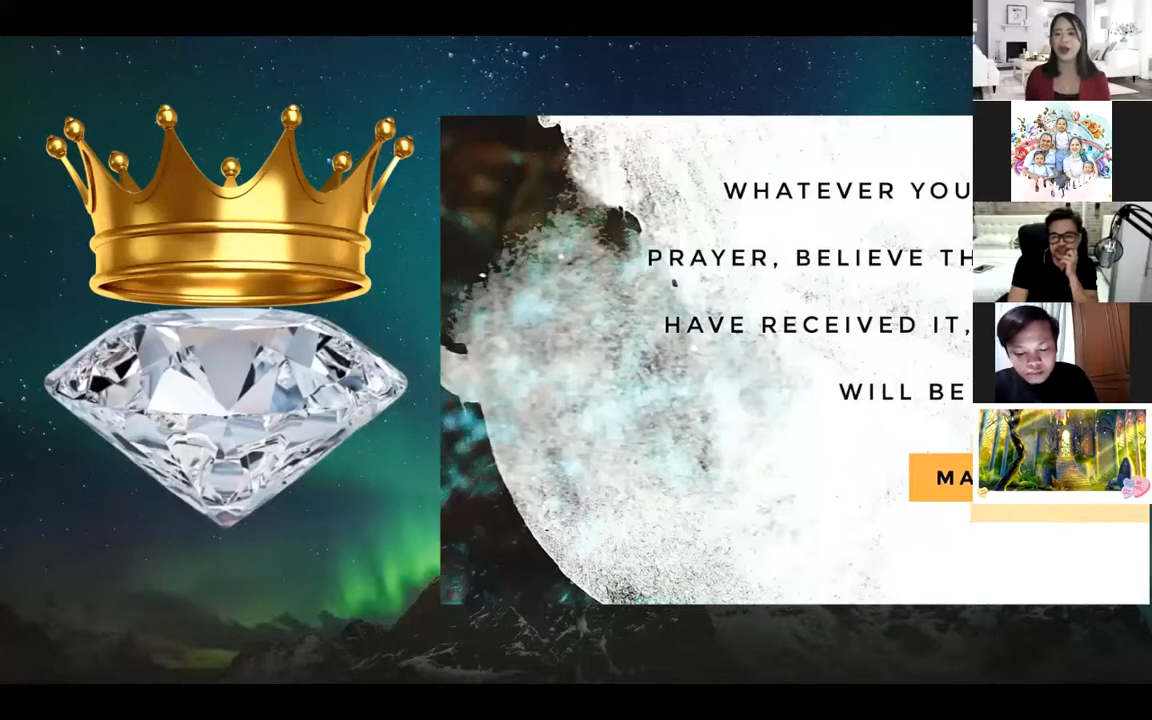 WHATEVER YOU
PRAYER, BELIEVE TH
HAVE RECEIVED IT,
WILL BE
MA